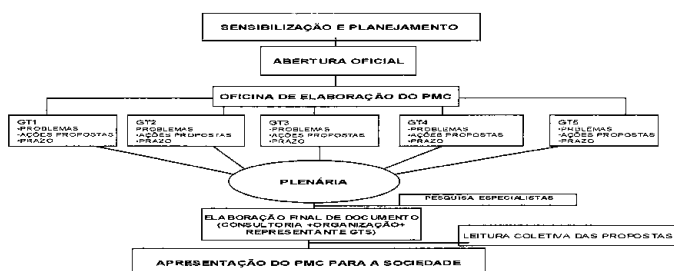 SENSIBILIZAÇÃO E PLANEJAMENTO
ABERTURA OFICIAL
OFICINA DE ELABORAÇÃO DO PMC
GT1
•PROBLEMAS
•AÇÕES PROPOSTAS
•PRAZO
GT2
PROBLEMAS
•AÇÕES PROPOSTAS
•PRAZO
GT3
•PROBLEMAS
•AÇÕES PROPOSTAS
•PRAZO
GT4
•PROBLEMAS
•AÇÕES PROPOSTAS
•PRAZO
GT5
•PROBLEMAS
•AÇÕES PROPOSTAS
•PRAZO
PLENÁRIA
PESQUISA ESPECIALISTAS
ELABORAÇÃO FINAL DE DOCUMENTO
(CONSULTORIA +ORGANIZAÇÃO+
REPRESENTANTE GTS)
LEITURA COLETIVA DAS PROPOSTAS
APRESENTAÇÃO DO PMC PARA A SOCIEDADE